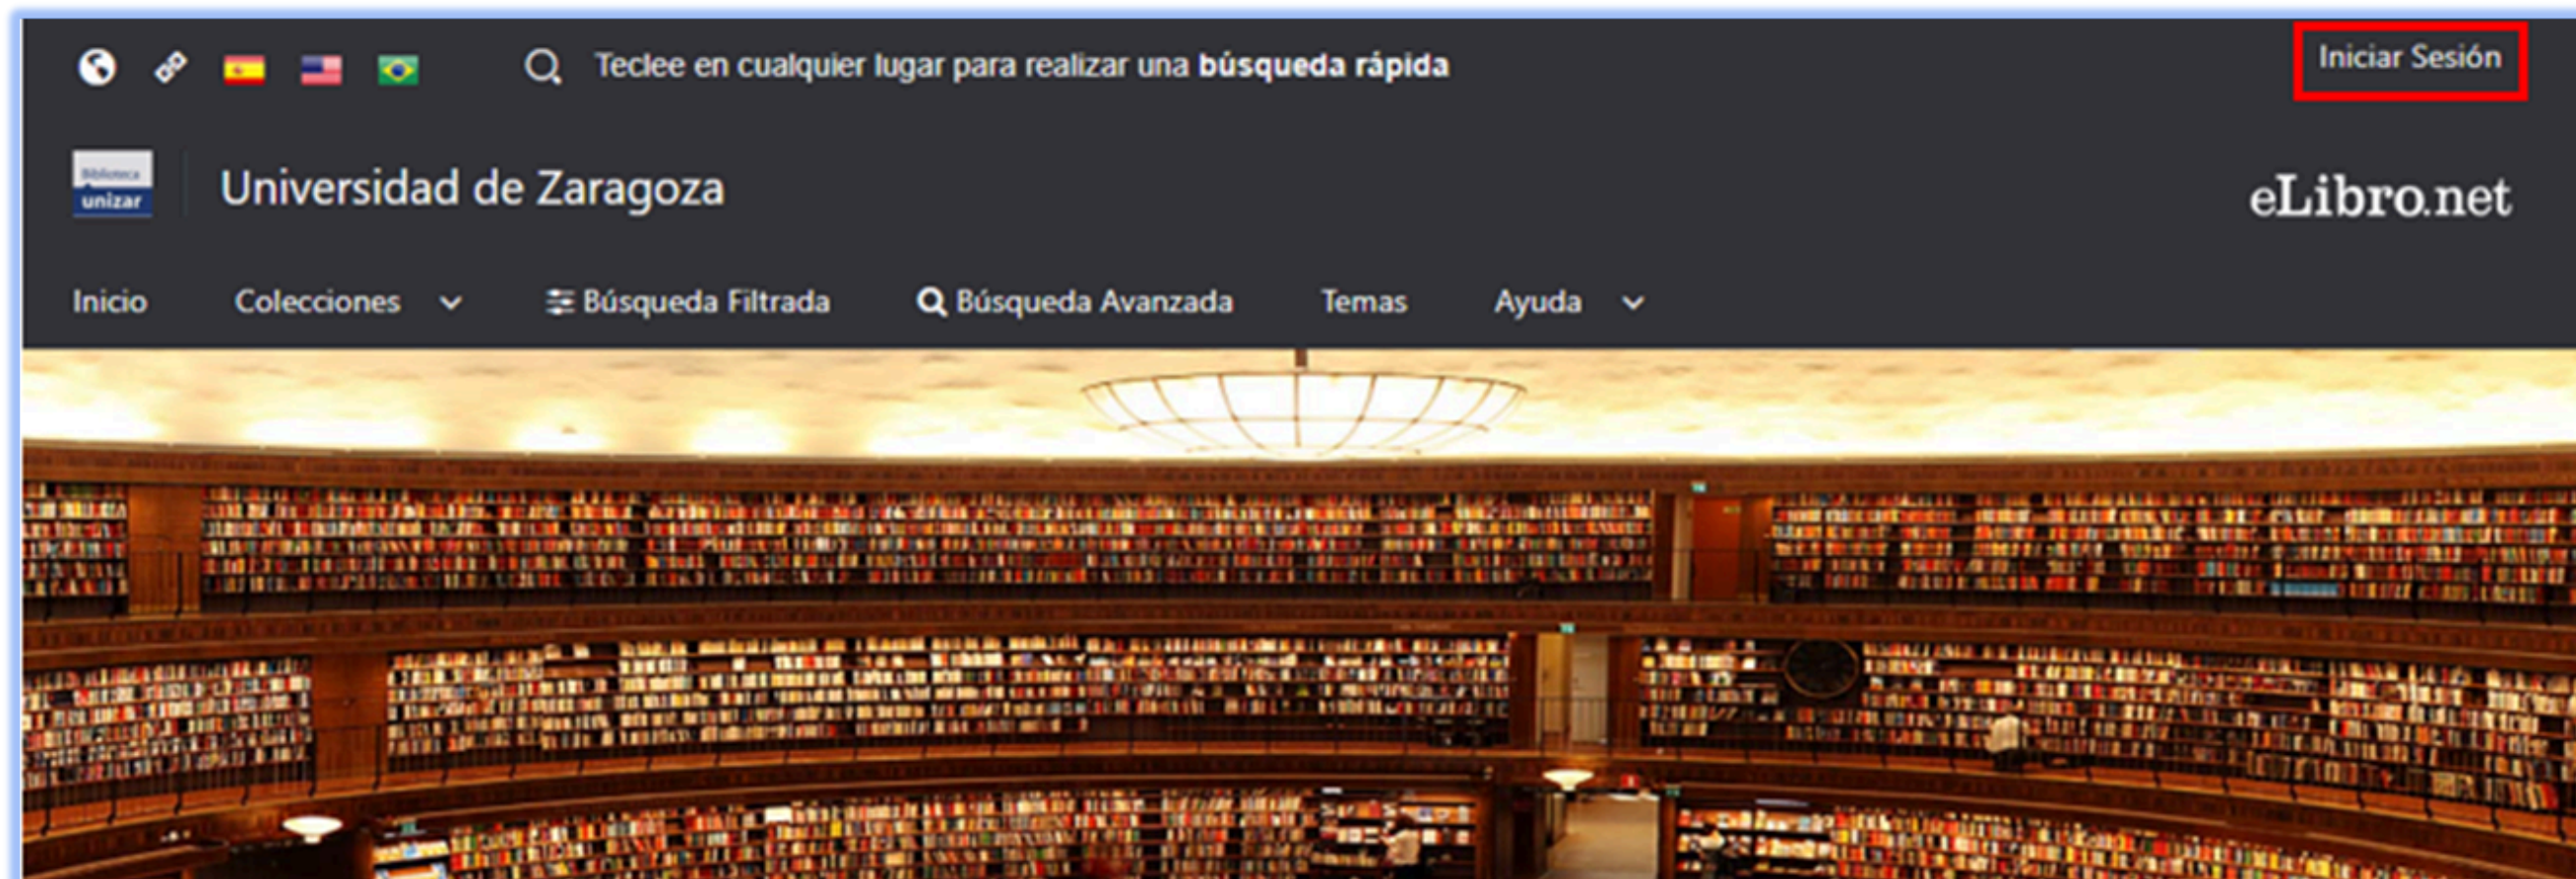 Teclee en cualquier lugar para realizar una búsqueda rápida
Iniciar Sesión
Biblioteca
unizar
Universidad de Zaragoza
eLibro.net
Inicio
Colecciones
Búsqueda Filtrada
Búsqueda Avanzada
Temas
Ayuda